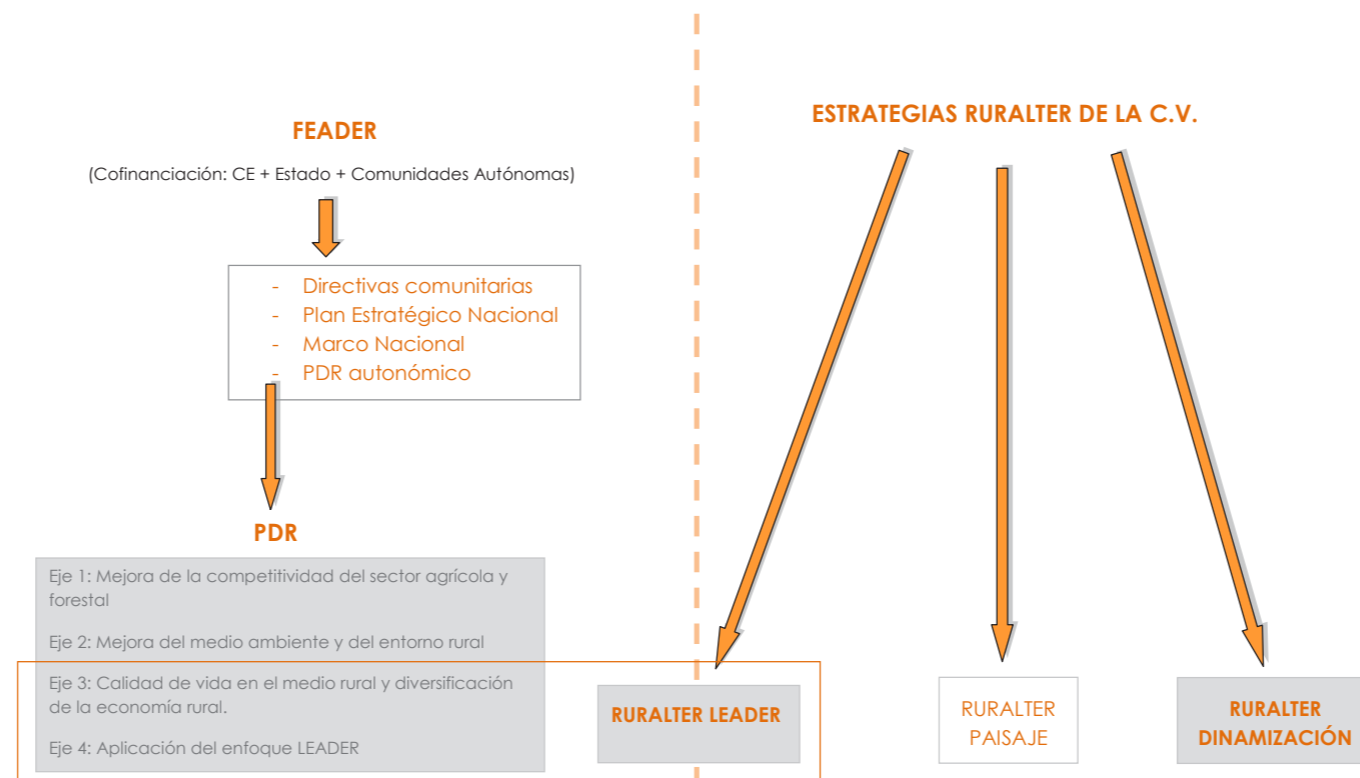 FEADER
(Cofinanciación: CE + Estado + Comunidades Autónomas)
- Directivas comunitarias
- Plan Estratégico Nacional
- Marco Nacional
- PDR autonómico
PDR
Eje 1: Mejora de la competitividad del sector agrícola y
forestal
Eje 2: Mejora del medio ambiente y del entorno rural
Eje 3: Calidad de vida en el medio rural y diversificación
de la economía rural.
Eje 4: Aplicación del enfoque LEADER
ESTRATEGIAS RURALTER DE LA C.V.
RURALTER LEADER
RURALTER
PAISAJE
RURALTER
DINAMIZACIÓN